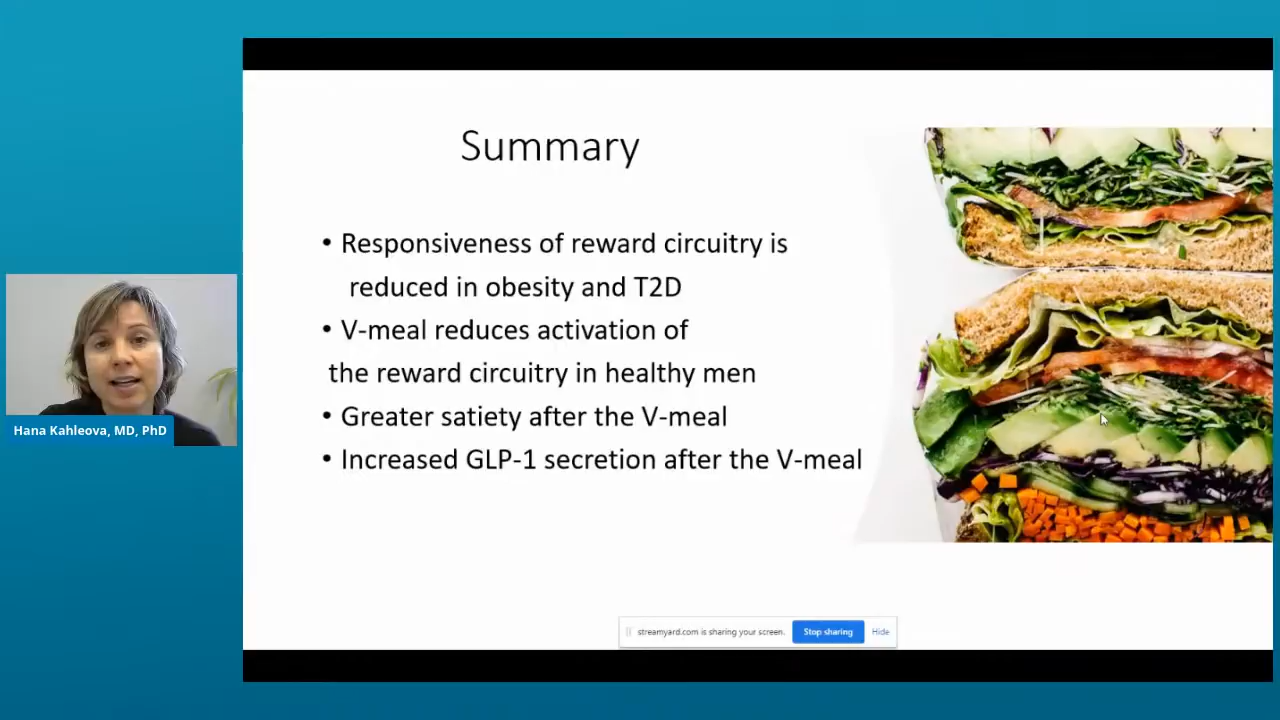 Summary
• Responsiveness of reward circuitry is
reduced in obesity and T2D
• V-meal reduces activation of
the reward circuitry in healthy men
• Greater satiety after the V-meal
• Increased GLP-1 secretion after the V-meal
Hana Kahleova, MD, PhD
streamyard.com is sharing your screen. Stop sharing Hide